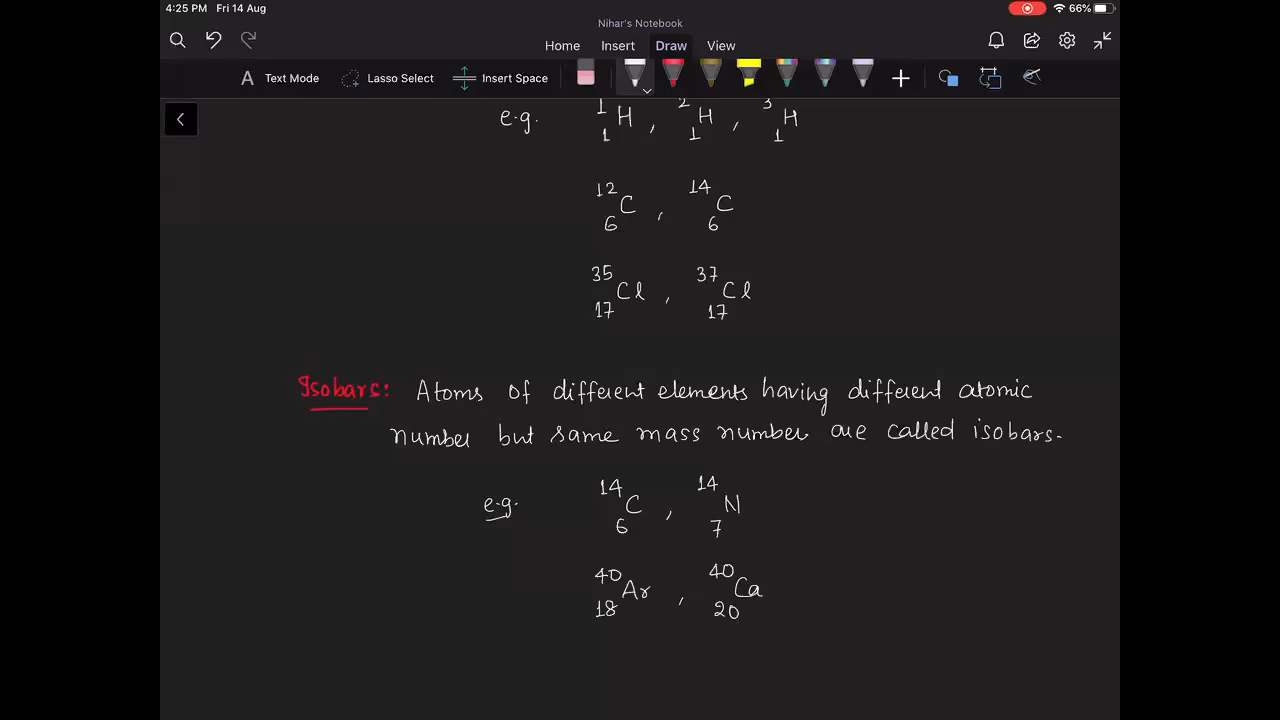 4:25 PM Fri 14 Aug 66%
Nihar's Notebook
Home Insert Draw View
A Text Mode Lasso Select Insert Space
e.g. ¹₁H, ²₁H, ³₁H
¹²₆C, ¹⁴₆C
³⁵₁₇Cl, ³⁷₁₇Cl
Isobars: Atoms of different elements having different atomic
number but same mass number are called isobars.
e.g. ¹⁴₆C, ¹⁴₇N
⁴⁰₁₈Ar, ⁴⁰₂₀Ca